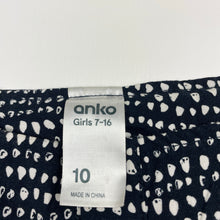 anko
Girls 7-16
10
MADE IN CHINA